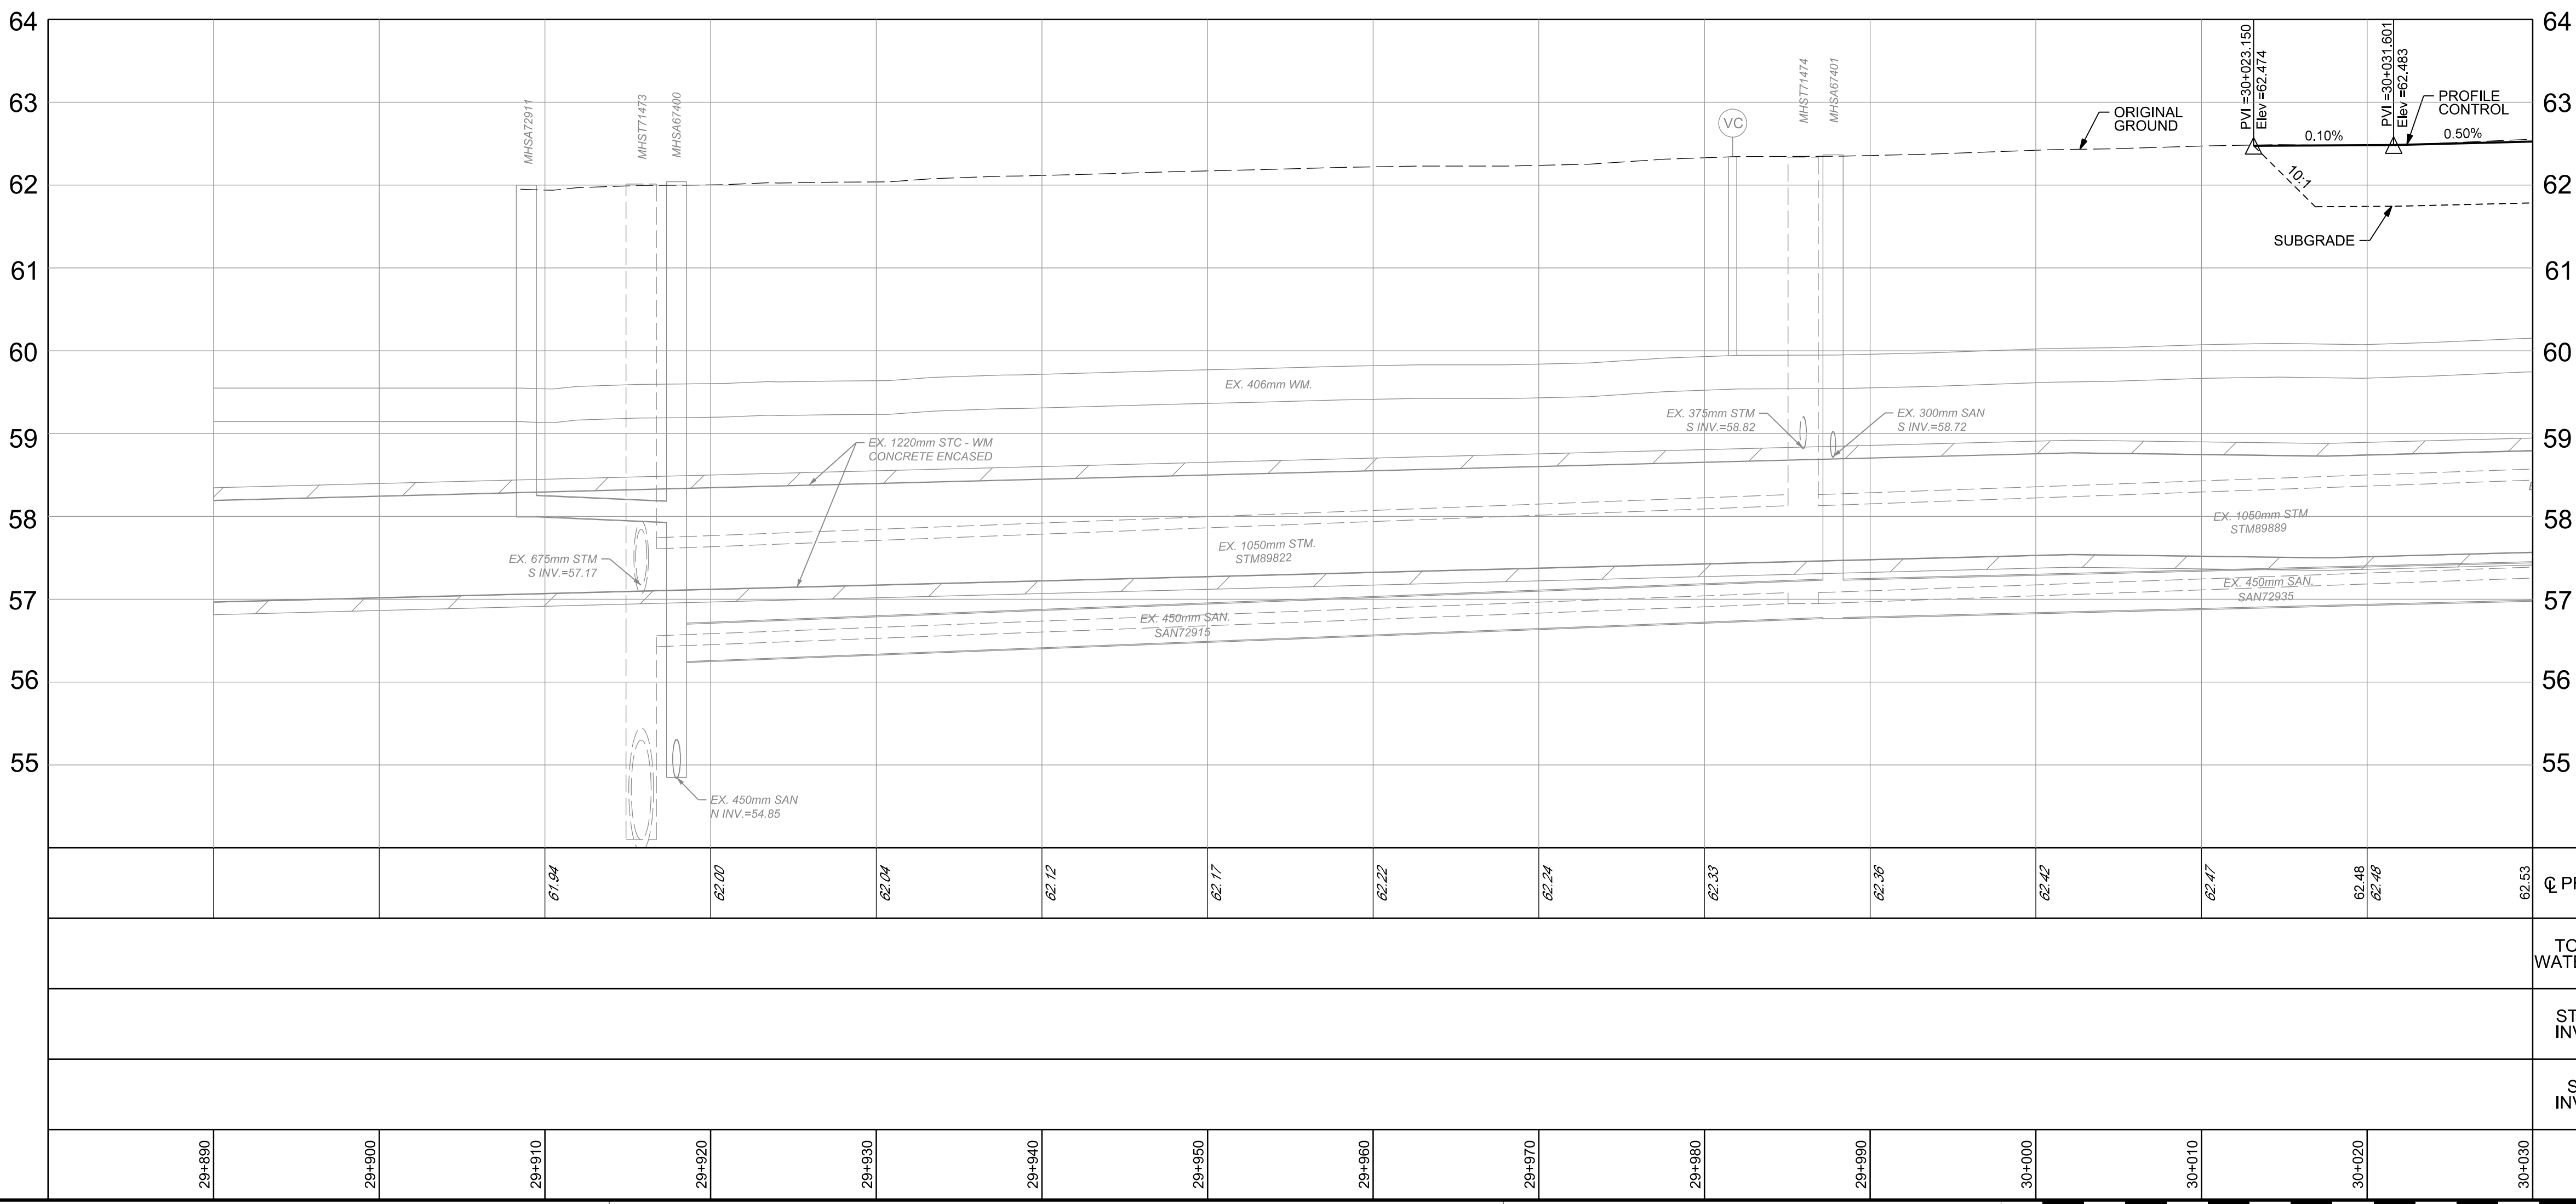 64
63
62
61
60
59
58
57
56
55
64
63
62
61
60
59
58
57
56
55
MHSA72911
MHST71473
MHSA67400
VC
MHST71474
MHSA67401
ORIGINAL
GROUND
PVI =30+023.150
Elev =62.474
0.10%
PVI =30+031.601
Elev =62.483
PROFILE
CONTROL
0.50%
10:1
SUBGRADE
EX. 406mm WM.
EX. 1220mm STC - WM
CONCRETE ENCASED
EX. 375mm STM
S INV.=58.82
EX. 300mm SAN
S INV.=58.72
EX. 675mm STM
S INV.=57.17
EX. 1050mm STM.
STM89822
EX. 1050mm STM.
STM89889
EX. 450mm SAN.
SAN72915
EX. 450mm SAN.
SAN72935
EX. 450mm SAN
N INV.=54.85
61.94
62.00
62.04
62.12
62.17
62.22
62.24
62.33
62.36
62.42
62.47
62.48
62.48
62.53
29+890
29+900
29+910
29+920
29+930
29+940
29+950
29+960
29+970
29+980
29+990
30+000
30+010
30+020
30+030